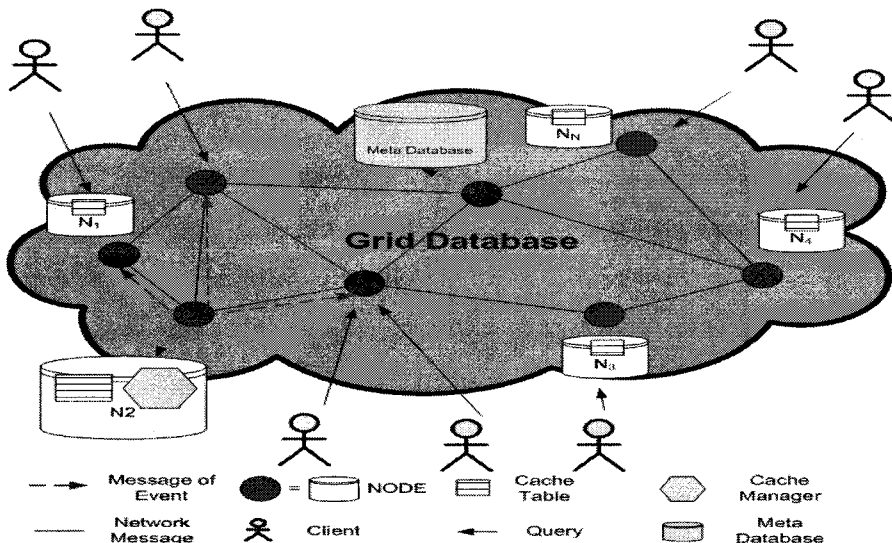 Meta Database
N_N
N₁
Grid Database
N₄
N₃
N2
Message of
Event
= NODE
Cache
Table
Cache
Manager
Network
Message
Client
Query
Meta
Database